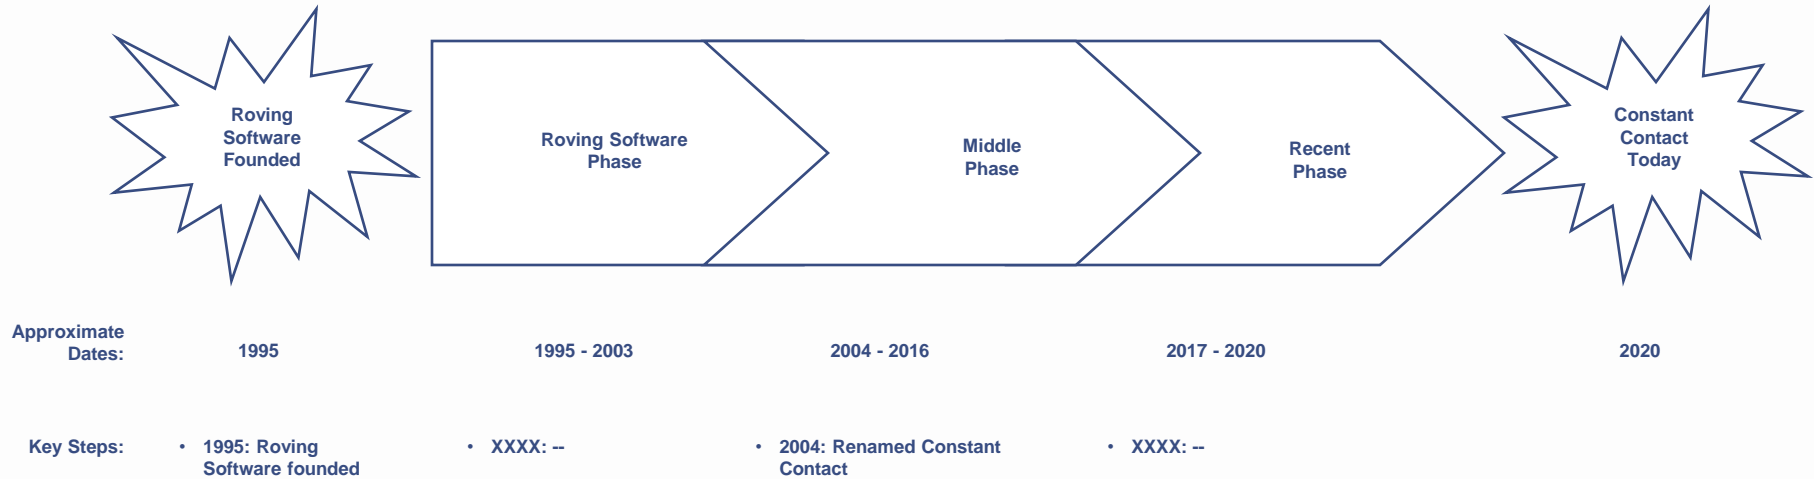 Roving
Software
Founded
Roving Software
Phase
Middle
Phase
Recent
Phase
Constant
Contact
Today
Approximate
Dates:
1995
1995 - 2003
2004 - 2016
2017 - 2020
2020
Key Steps:
• 1995: Roving
Software founded
• XXXX: --
• 2004: Renamed Constant
Contact
• XXXX: --